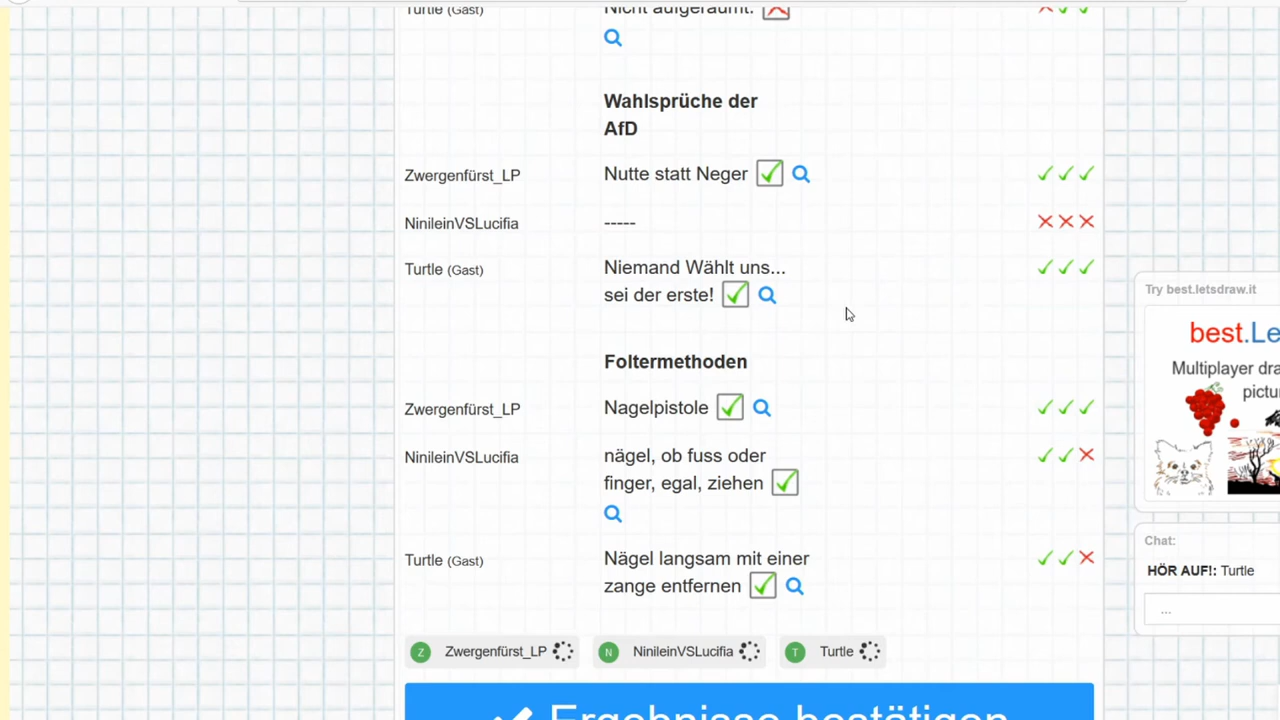 Turtle (Gast)
Nicht aufgeräumt.
Wahlsprüche der
AfD
Zwergenfürst_LP
Nutte statt Neger
NinileinVSLucifia
-----
Turtle (Gast)
Niemand Wählt uns...
sei der erste!
Foltermethoden
Zwergenfürst_LP
Nagelpistole
NinileinVSLucifia
nägel, ob fuss oder
finger, egal, ziehen
Turtle (Gast)
Nägel langsam mit einer
zange entfernen
Z Zwergenfürst_LP N NinileinVSLucifia T Turtle
Ergebnisse bestätigen
Try best.letsdraw.it
best.Le
Multiplayer dra
pictu
Chat:
HÖR AUF!: Turtle
...